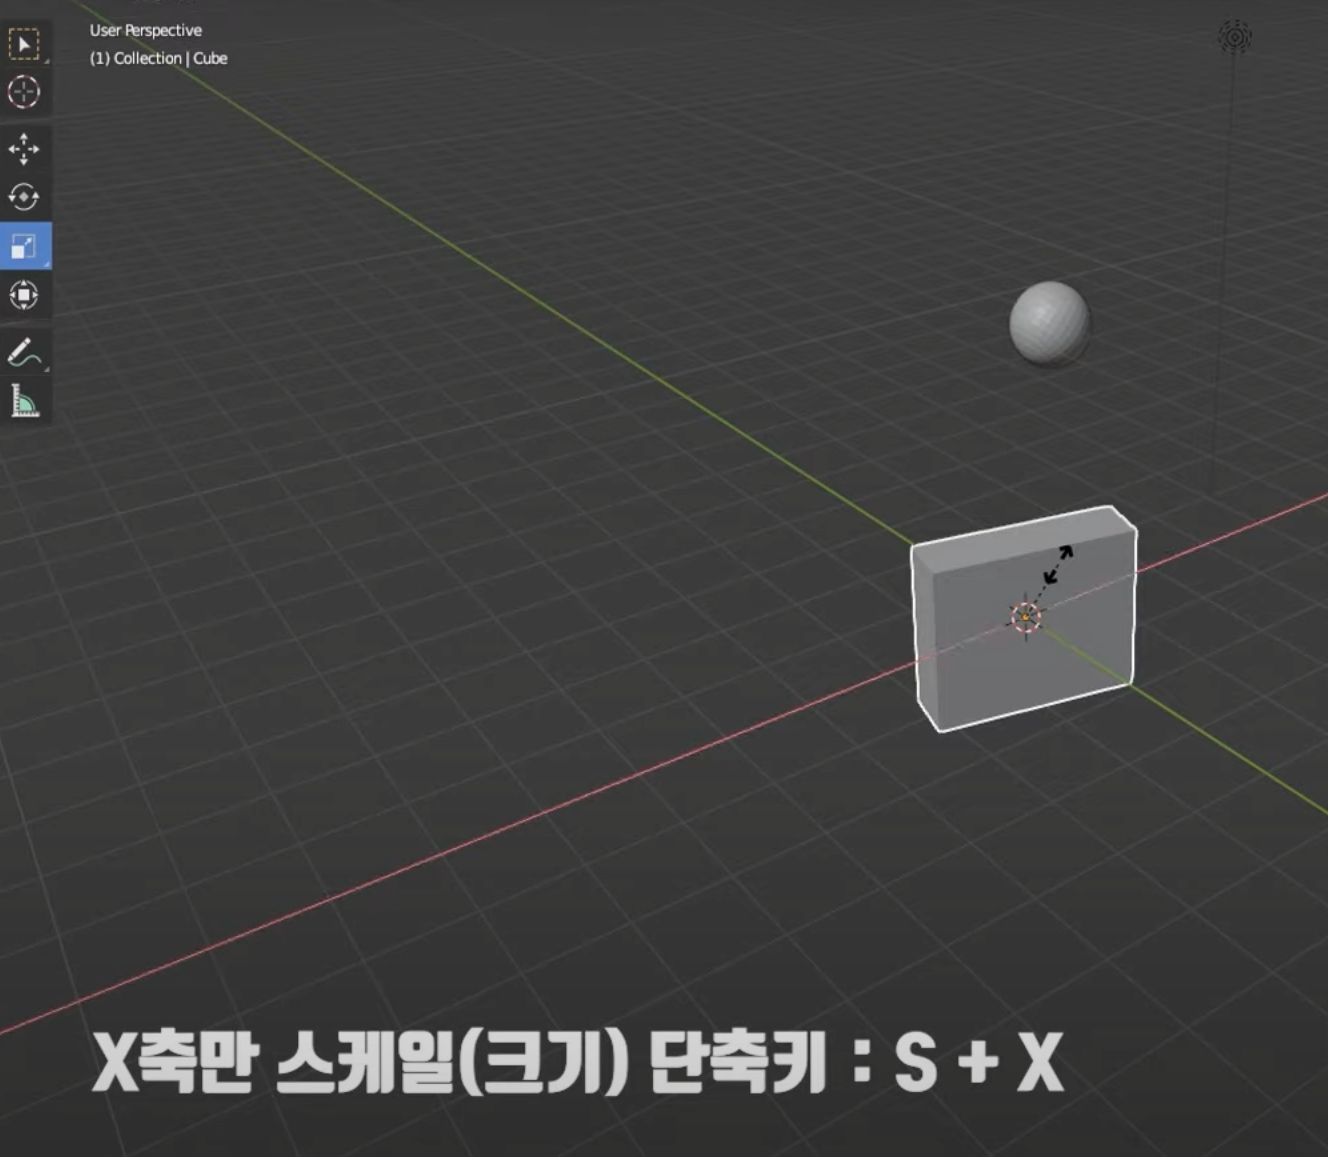 User Perspective
(1) Collection | Cube
X축만 스케일(크기) 단축키 : S + X